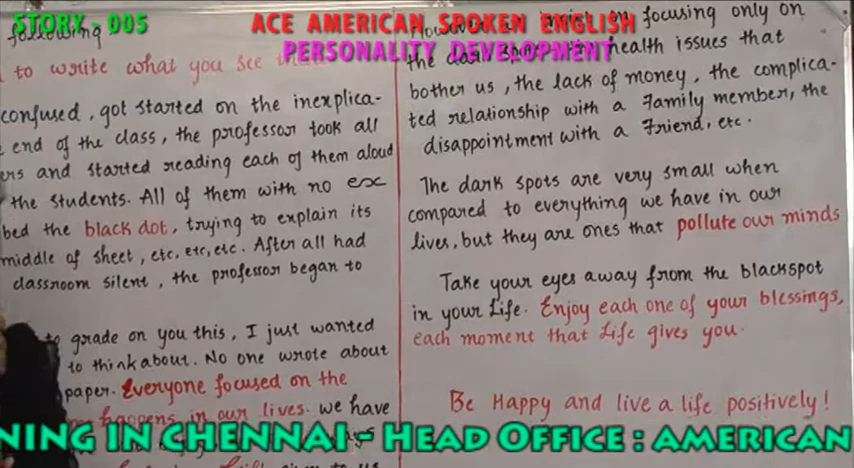 STORY - 005
ACE AMERICAN SPOKEN ENGLISH
PERSONALITY DEVELOPMENT
following
to write what you see
confused, got started on the inexplica-
end of the class, the professor took all
ers and started reading each of them aloud
the students. All of them with no exc
bed the black dot, trying to explain its
middle of sheet, etc, etc, etc. After all had
classroom silent, the professor began to
to grade on you this, I just wanted
to think about. No one wrote about
paper. Everyone focused on the
happens in our lives. we have
focusing only on
the dark health issues that
bother us, the lack of money, the complica-
ted relationship with a Family member, the
disappointment with a Friend, etc.
The dark spots are very small when
compared to everything we have in our
lives, but they are ones that pollute our minds
Take your eyes away from the blackspot
in your Life. Enjoy each one of your blessings,
each moment that Life gives you.
Be Happy and live a life positively!
NING IN CHENNAI - HEAD OFFICE : AMERICAN